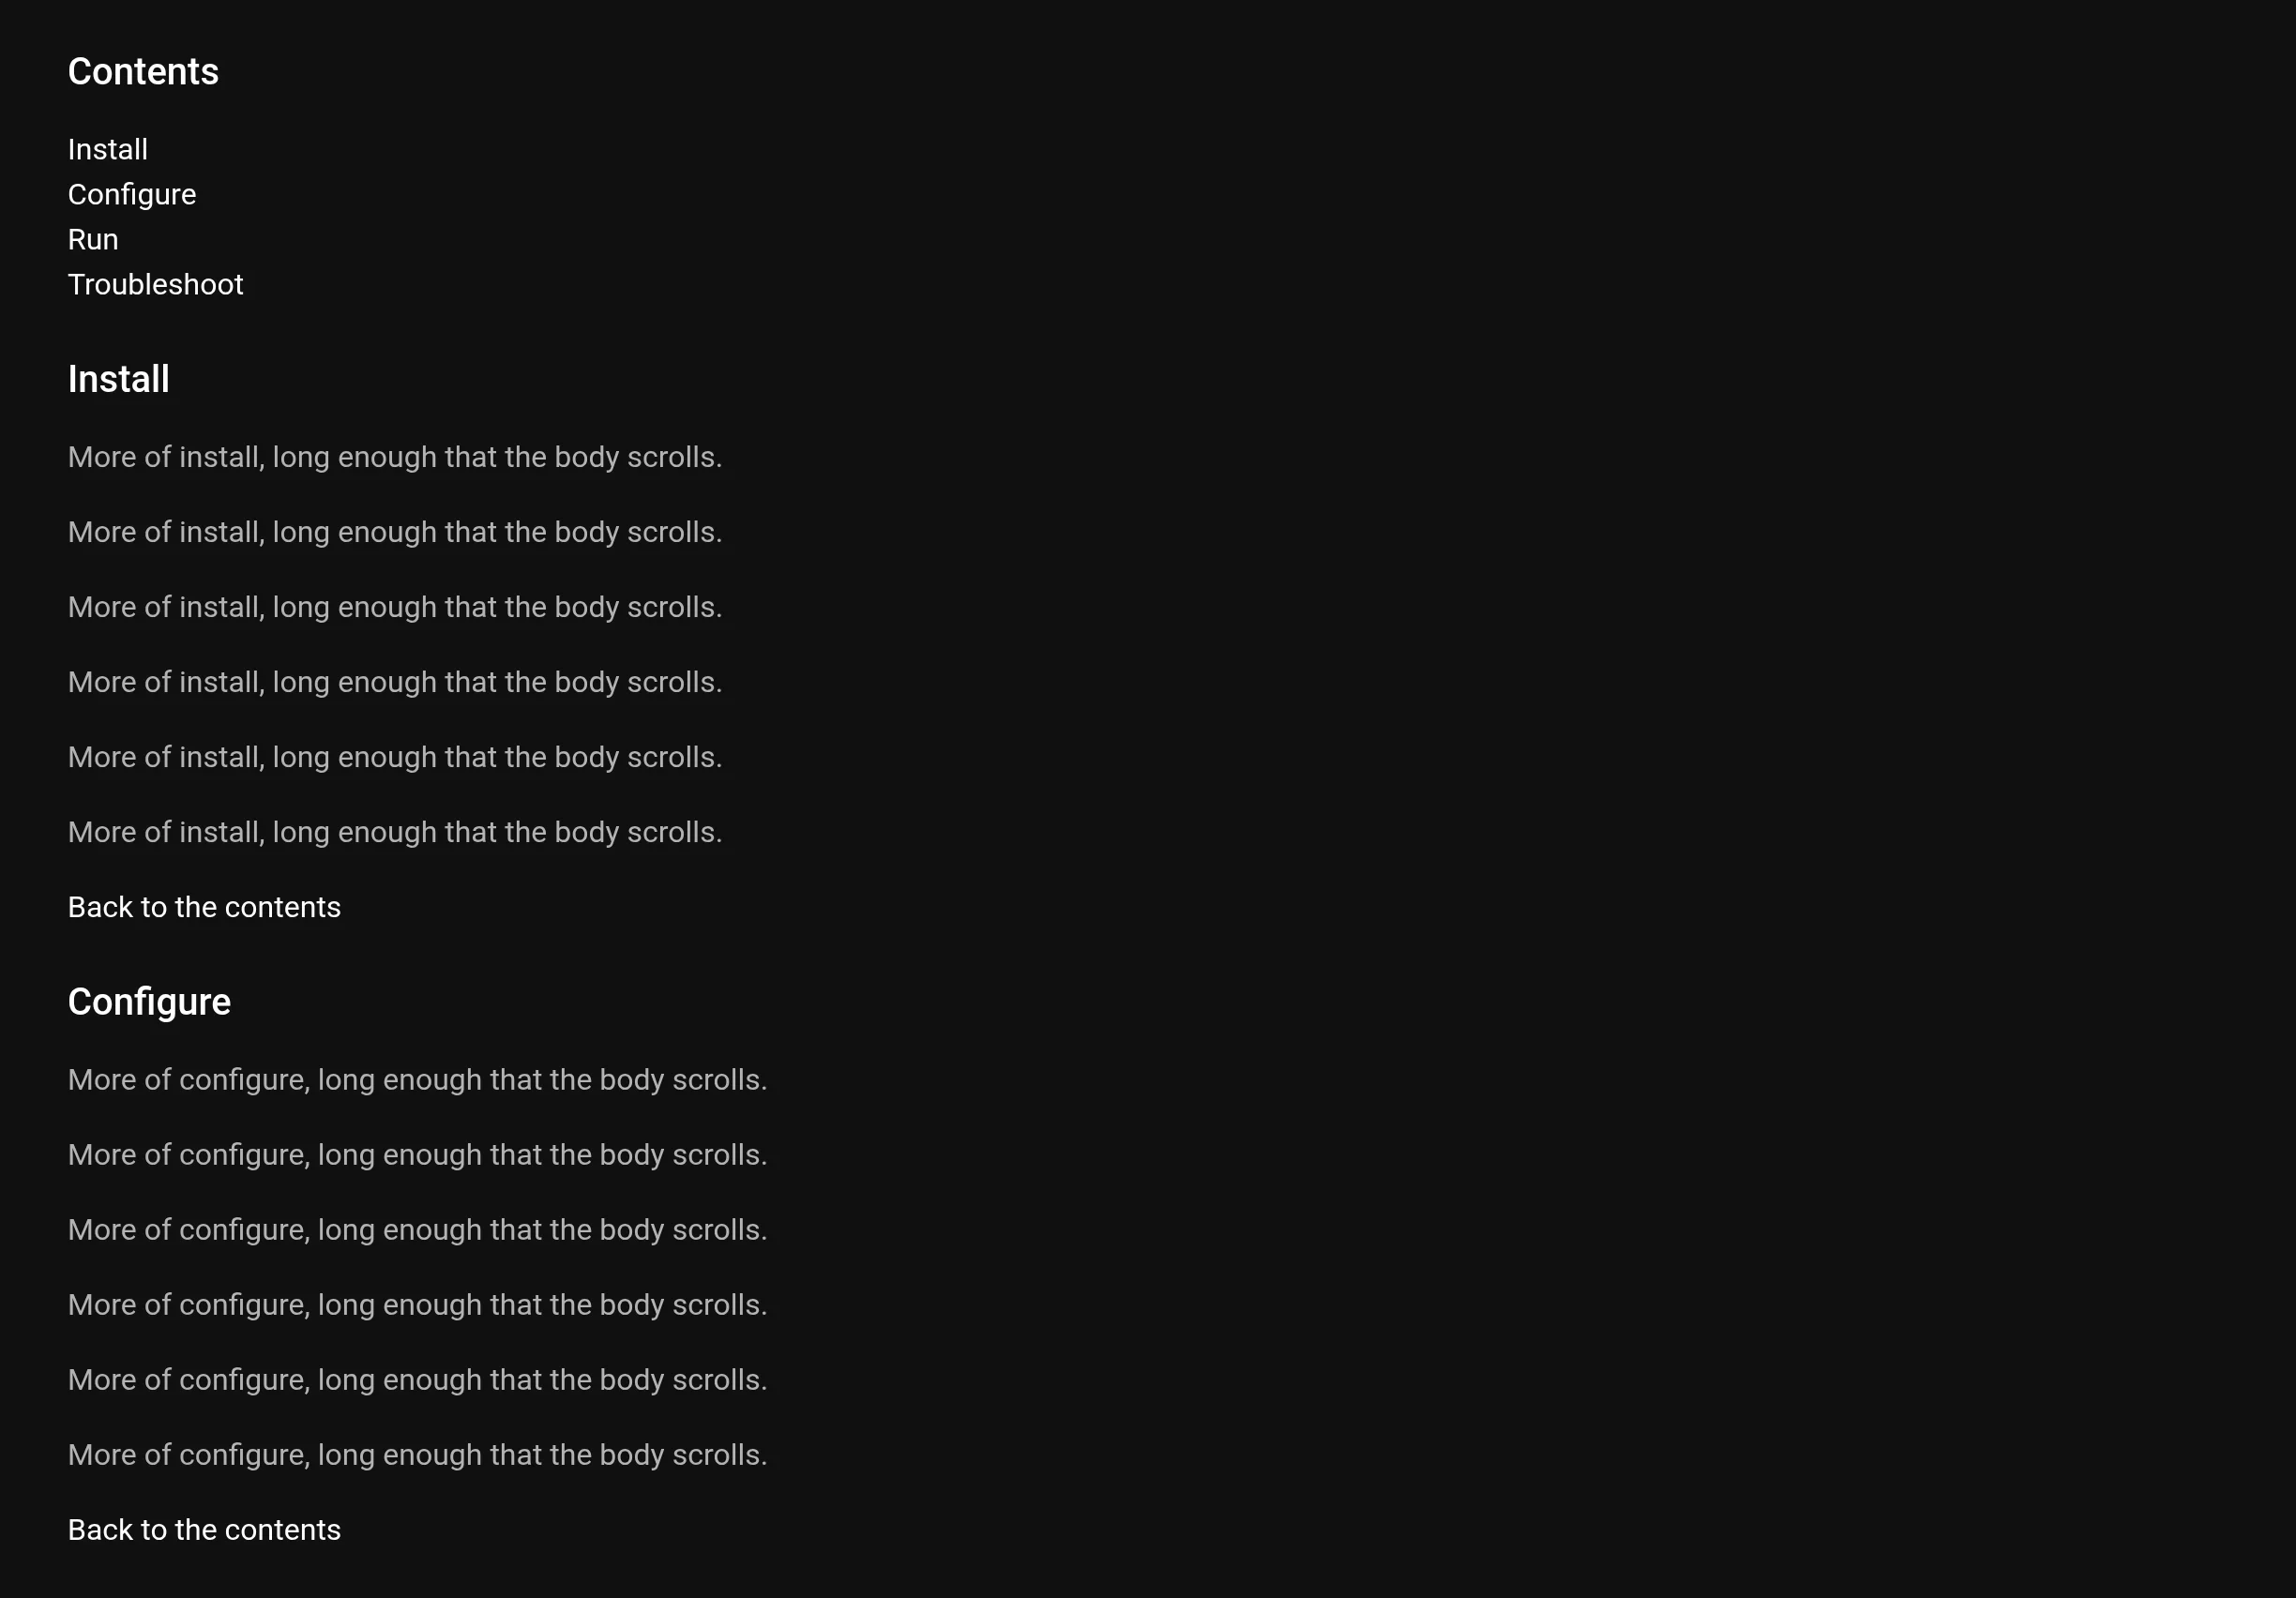 Contents
Install
Configure
Run
Troubleshoot
Install
More of install, long enough that the body scrolls.
More of install, long enough that the body scrolls.
More of install, long enough that the body scrolls.
More of install, long enough that the body scrolls.
More of install, long enough that the body scrolls.
More of install, long enough that the body scrolls.
Back to the contents
Configure
More of configure, long enough that the body scrolls.
More of configure, long enough that the body scrolls.
More of configure, long enough that the body scrolls.
More of configure, long enough that the body scrolls.
More of configure, long enough that the body scrolls.
More of configure, long enough that the body scrolls.
Back to the contents